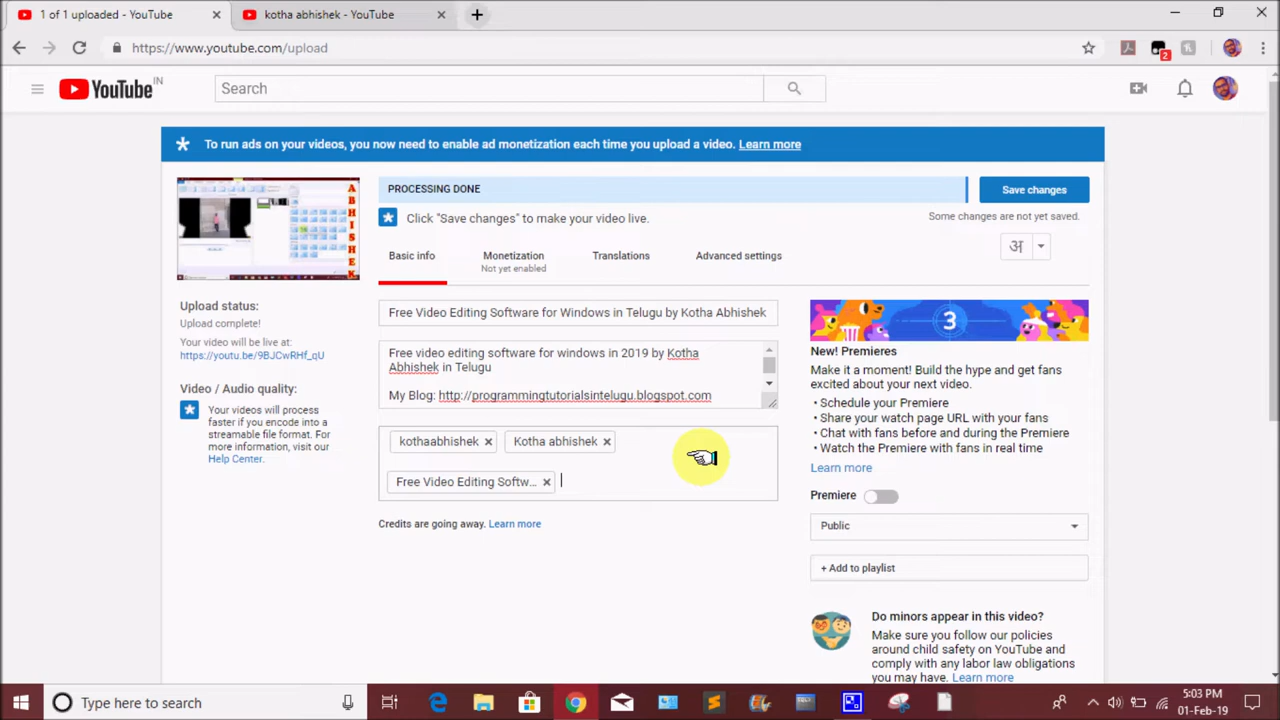 1 of 1 uploaded - YouTube
kotha abhishek - YouTube
https://www.youtube.com/upload
2
YouTube IN
Search
To run ads on your videos, you now need to enable ad monetization each time you upload a video. Learn more
PROCESSING DONE
Save changes
Click "Save changes" to make your video live.
Some changes are not yet saved.
अ
Basic info
Monetization
Not yet enabled
Translations
Advanced settings
A
B
H
I
S
H
E
K
Upload status:
Upload complete!
Your video will be live at:
https://youtu.be/9BJCwRHf_qU
Video / Audio quality:
Your videos will process
faster if you encode into a
streamable file format. For
more information, visit our
Help Center.
Free Video Editing Software for Windows in Telugu by Kotha Abhishek
Free video editing software for windows in 2019 by Kotha
Abhishek in Telugu
My Blog: http://programmingtutorialsintelugu.blogspot.com
kothaabhishek
Kotha abhishek
Free Video Editing Softw...
Credits are going away. Learn more
3
New! Premieres
Make it a moment! Build the hype and get fans
excited about your next video.
• Schedule your Premiere
• Share your watch page URL with your fans
• Chat with fans before and during the Premiere
• Watch the Premiere with fans in real time
Learn more
Premiere
Public
+ Add to playlist
Do minors appear in this video?
Make sure you follow our policies
around child safety on YouTube and
comply with any labor law obligations
you may have. Learn more
Type here to search
5:03 PM
01-Feb-19